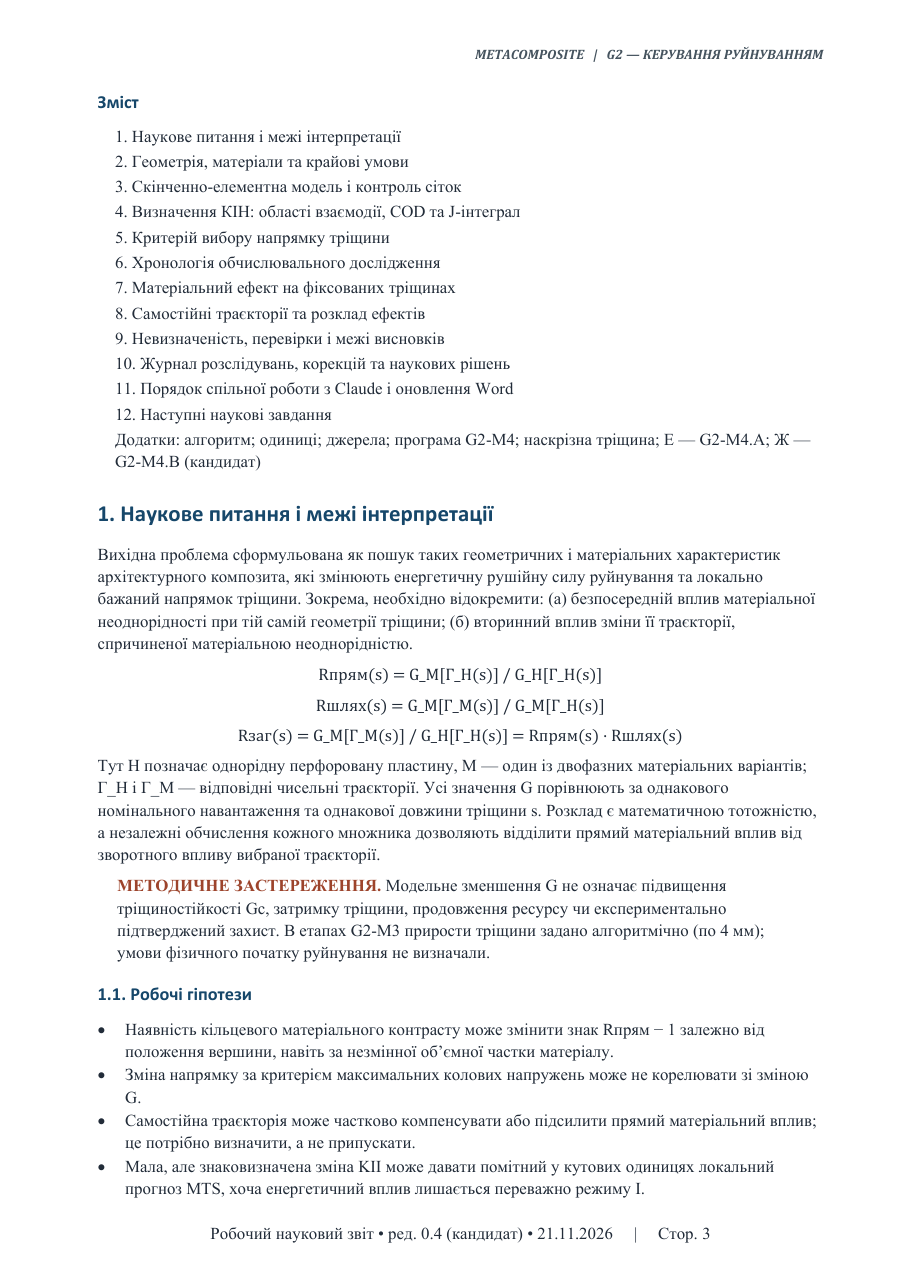 METACOMPOSITE | G2 — КЕРУВАННЯ РУЙНУВАННЯМ
Зміст
1. Наукове питання і межі інтерпретації
2. Геометрія, матеріали та крайові умови
3. Скінченно-елементна модель і контроль сіток
4. Визначення КІН: області взаємодії, COD та J-інтеграл
5. Критерій вибору напрямку тріщини
6. Хронологія обчислювального дослідження
7. Матеріальний ефект на фіксованих тріщинах
8. Самостійні траєкторії та розклад ефектів
9. Невизначеність, перевірки і межі висновків
10. Журнал розслідувань, корекцій та наукових рішень
11. Порядок спільної роботи з Claude і оновлення Word
12. Наступні наукові завдання
Додатки: алгоритм; одиниці; джерела; програма G2-M4; наскрізна тріщина; Е — G2-M4.A; Ж —
G2-M4.B (кандидат)
1. Наукове питання і межі інтерпретації
Вихідна проблема сформульована як пошук таких геометричних і матеріальних характеристик
архітектурного композита, які змінюють енергетичну рушійну силу руйнування та локально
бажаний напрямок тріщини. Зокрема, необхідно відокремити: (а) безпосередній вплив матеріальної
неоднорідності при тій самій геометрії тріщини; (б) вторинний вплив зміни її траєкторії,
спричиненої матеріальною неоднорідністю.
Rпрям(s) = G_M[Γ_H(s)] / G_H[Γ_H(s)]
Rшлях(s) = G_M[Γ_M(s)] / G_M[Γ_H(s)]
Rзаг(s) = G_M[Γ_M(s)] / G_H[Γ_H(s)] = Rпрям(s) · Rшлях(s)
Тут H позначає однорідну перфоровану пластину, M — один із двофазних матеріальних варіантів;
Γ_H і Γ_M — відповідні чисельні траєкторії. Усі значення G порівнюють за однакового
номінального навантаження та однакової довжини тріщини s. Розклад є математичною тотожністю,
а незалежні обчислення кожного множника дозволяють відділити прямий матеріальний вплив від
зворотного впливу вибраної траєкторії.
МЕТОДИЧНЕ ЗАСТЕРЕЖЕННЯ. Модельне зменшення G не означає підвищення
тріщиностійкості Gc, затримку тріщини, продовження ресурсу чи експериментально
підтверджений захист. В етапах G2-M3 прирости тріщини задано алгоритмічно (по 4 мм);
умови фізичного початку руйнування не визначали.
1.1. Робочі гіпотези
• Наявність кільцевого матеріального контрасту може змінити знак Rпрям − 1 залежно від
положення вершини, навіть за незмінної об’ємної частки матеріалу.
• Зміна напрямку за критерієм максимальних колових напружень може не корелювати зі зміною
G.
• Самостійна траєкторія може частково компенсувати або підсилити прямий матеріальний вплив;
це потрібно визначити, а не припускати.
• Мала, але знаковизначена зміна KII може давати помітний у кутових одиницях локальний
прогноз MTS, хоча енергетичний вплив лишається переважно режиму I.
Робочий науковий звіт • ред. 0.4 (кандидат) • 21.11.2026 | Стор. 3